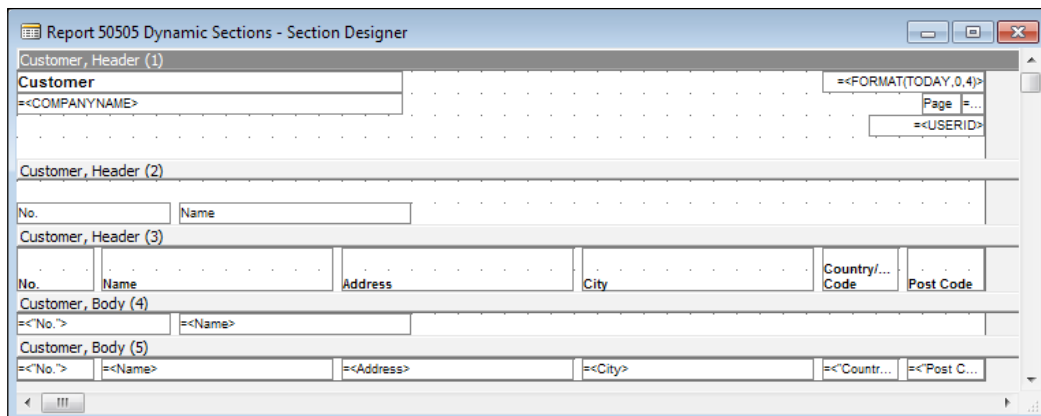 Report 50505 Dynamic Sections - Section Designer
Customer, Header (1)
Customer =<FORMAT(TODAY,0,4)>
=<COMPANYNAME> Page =...
=<USERID>
Customer, Header (2)
No. Name
Customer, Header (3)
Country/...
No. Name Address City Code Post Code
Customer, Body (4)
=<"No."> =<Name>
Customer, Body (5)
=<"No."> =<Name> =<Address> =<City> =<"Countr... =<"Post C...